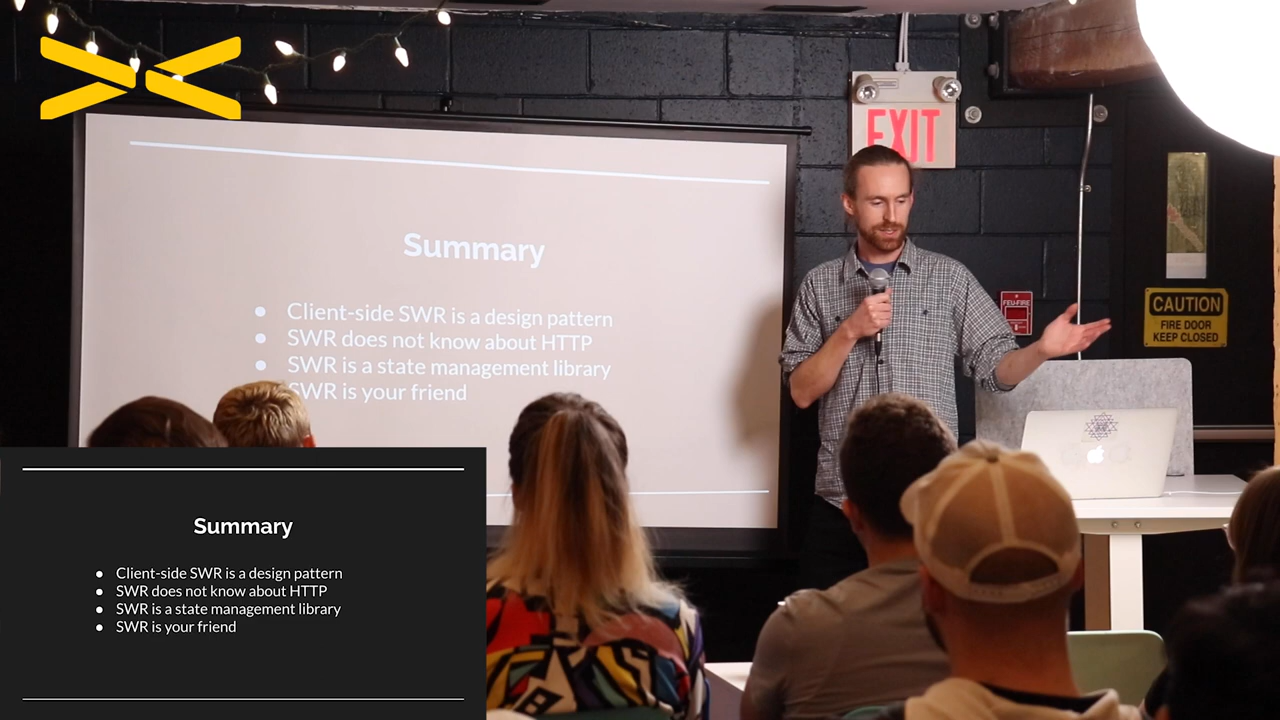 EXIT
Summary
Client-side SWR is a design pattern
SWR does not know about HTTP
SWR is a state management library
SWR is your friend
FEU-FIRE
CAUTION
FIRE DOOR
KEEP CLOSED
Summary
Client-side SWR is a design pattern
SWR does not know about HTTP
SWR is a state management library
SWR is your friend